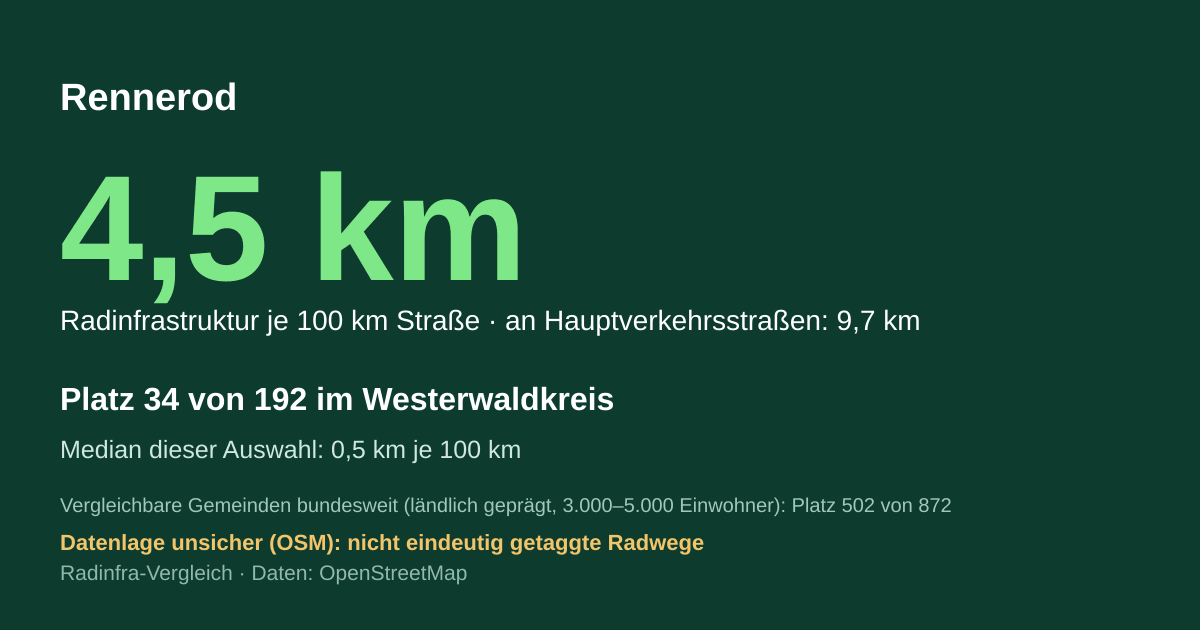 Rennerod
4,5 km
Radinfrastruktur je 100 km Straße · an Hauptverkehrsstraßen: 9,7 km
Platz 34 von 192 im Westerwaldkreis
Median dieser Auswahl: 0,5 km je 100 km
Vergleichbare Gemeinden bundesweit (ländlich geprägt, 3.000–5.000 Einwohner): Platz 502 von 872
Datenlage unsicher (OSM): nicht eindeutig getaggte Radwege
Radinfra-Vergleich · Daten: OpenStreetMap